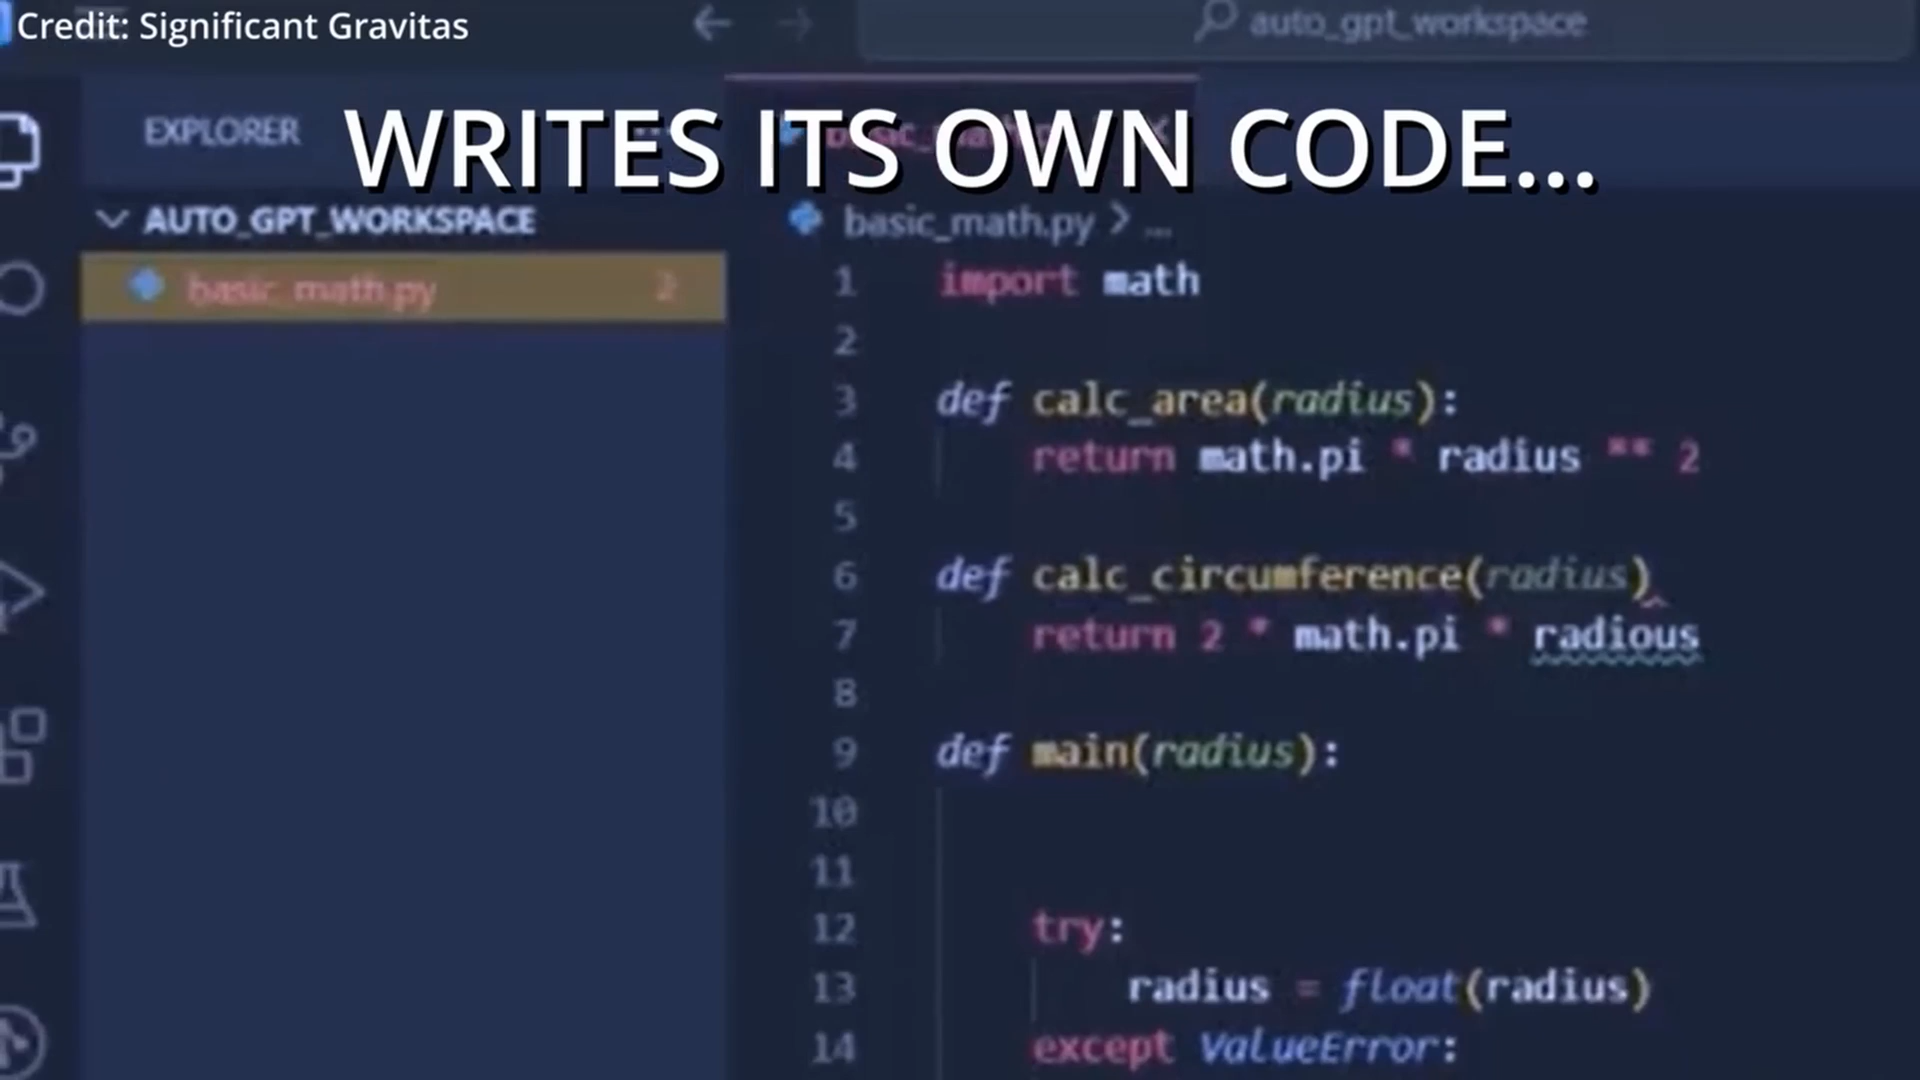 Credit: Significant Gravitas
auto_gpt_workspace
WRITES ITS OWN CODE...
EXPLORER
AUTO_GPT_WORKSPACE
basic_math.py 2
basic_math.py > ...
1 import math
2
3 def calc_area(radius):
4 return math.pi * radius ** 2
5
6 def calc_circumference(radius)
7 return 2 * math.pi * radious
8
9 def main(radius):
10
11
12 try:
13 radius = float(radius)
14 except ValueError: